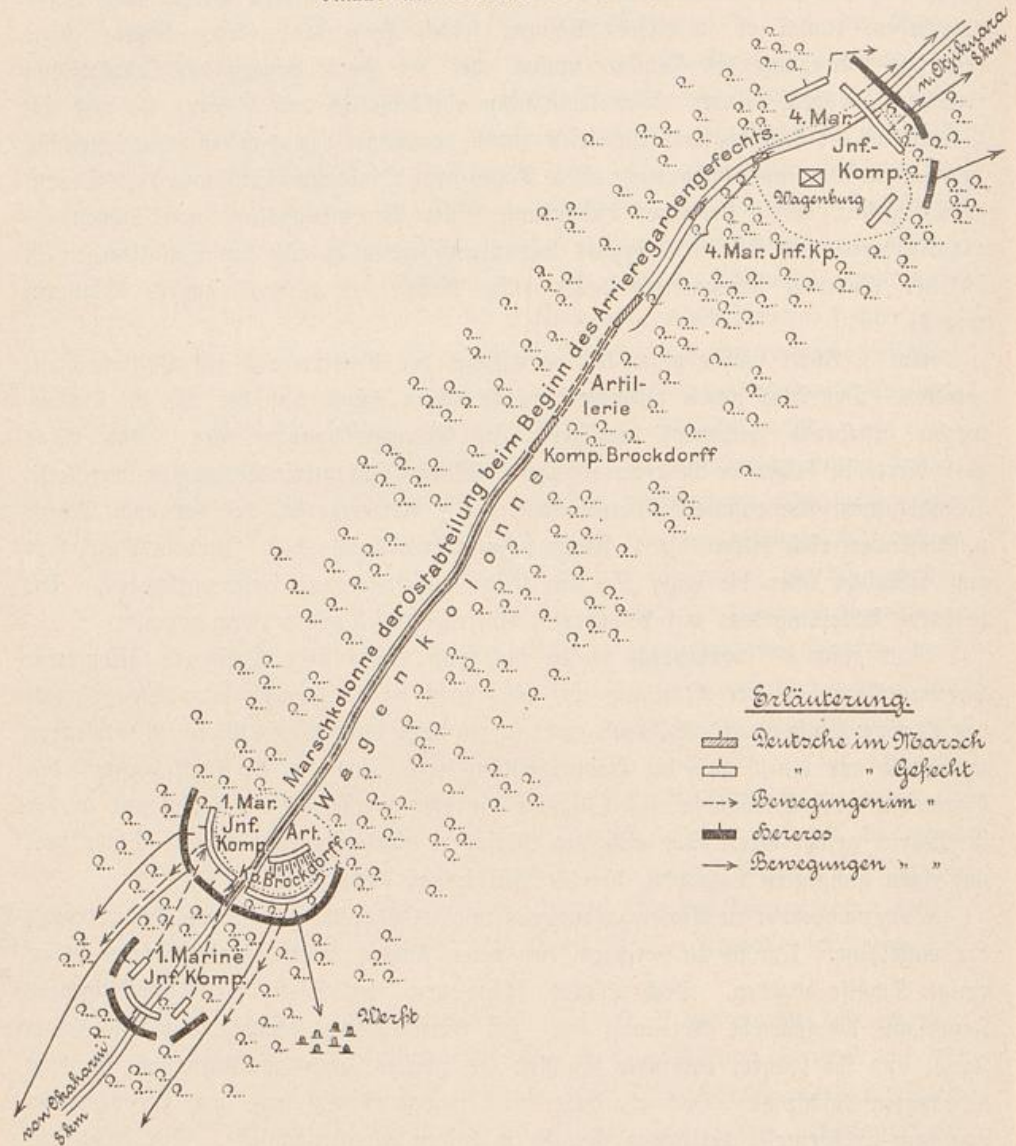 n. Otjikuara
8 km
4. Mar.
Jnf.-
Komp.
Wagenburg
4. Mar. Jnf. Kp.
Marschkolonne der Ostabteilung beim Beginn des Arrieregardengefechts.
Artil-
lerie
Komp. Brockdorff
Wagenkolonne
Erläuterung.
Deutsche im Marsch
„ „ Gefecht
Bewegungen im „
Hereros
Bewegungen „ „
1. Mar.
Jnf.
Komp.
Art.
Kp. Brockdorff
1. Marine
Jnf. Komp.
Werft
von Okaharui
8 km